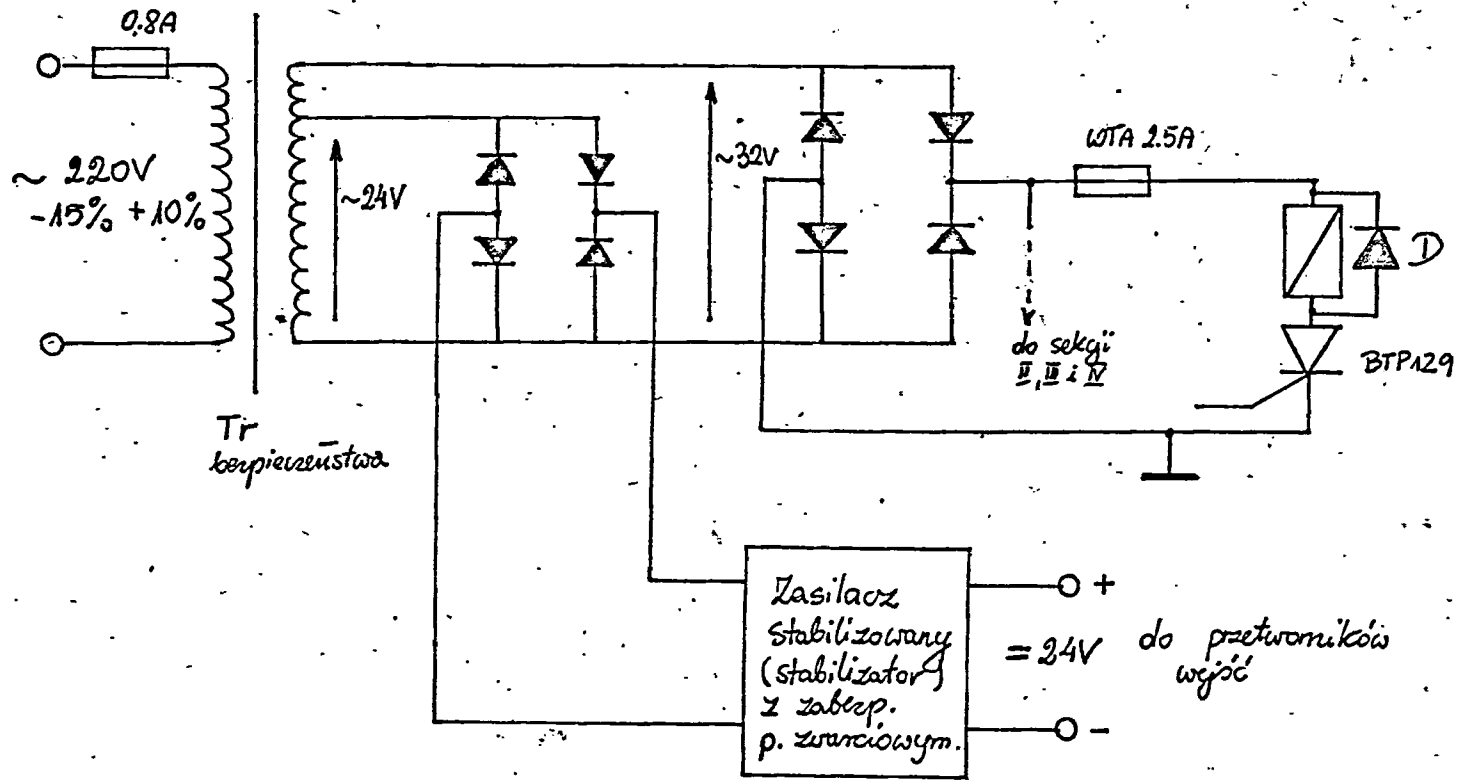 0.8A
~ 220V
-15% +10%
~24V
~32V
WTA 2.5A
D
do sekcji
II, III i IV
BTP129
Tr
bezpieczeństwa
Zasilacz
stabilizowany
(stabilizator)
z zabezp.
p. zwarciowym.
+
= 24V
-
do przetworników
wejść